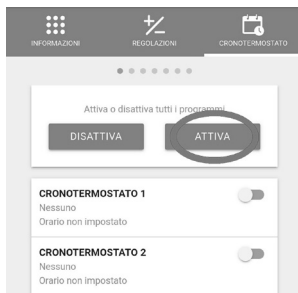 INFORMAZIONI REGOLAZIONI CRONOTERMOSTATO
Attiva o disattiva tutti i programmi
DISATTIVA ATTIVA
CRONOTERMOSTATO 1
Nessuno
Orario non impostato
CRONOTERMOSTATO 2
Nessuno
Orario non impostato